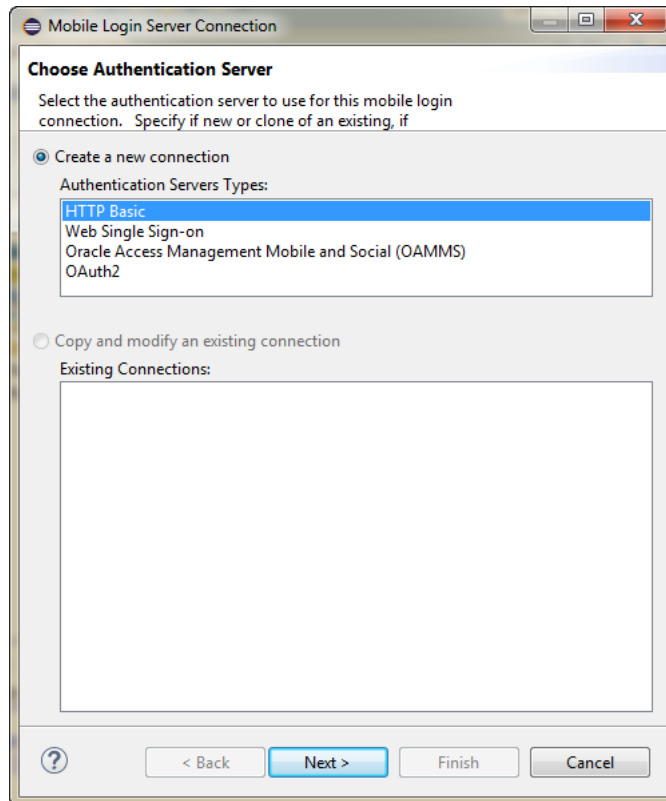 Mobile Login Server Connection
Choose Authentication Server
Select the authentication server to use for this mobile login
connection.   Specify if new or clone of an existing, if
Create a new connection
Authentication Servers Types:
HTTP Basic
Web Single Sign-on
Oracle Access Management Mobile and Social (OAMMS)
OAuth2
Copy and modify an existing connection
Existing Connections:
? < Back Next > Finish Cancel